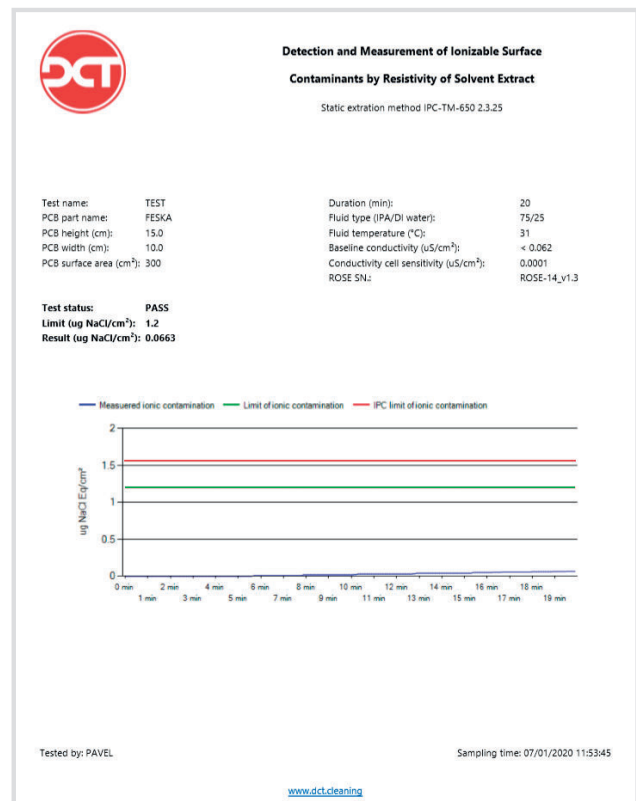 DCT
Detection and Measurement of Ionizable Surface
Contaminants by Resistivity of Solvent Extract
Static extration method IPC-TM-650 2.3.25
Test name: TEST
PCB part name: FESKA
PCB height (cm): 15.0
PCB width (cm): 10.0
PCB surface area (cm²): 300
Duration (min): 20
Fluid type (IPA/DI water): 75/25
Fluid temperature (°C): 31
Baseline conductivity (uS/cm²): < 0.062
Conductivity cell sensitivity (uS/cm²): 0.0001
ROSE SN.: ROSE-14_v1.3
Test status: PASS
Limit (ug NaCl/cm²): 1.2
Result (ug NaCl/cm²): 0.0663
Measuered ionic contamination Limit of ionic contamination IPC limit of ionic contamination
ug NaCl Eq/cm²
2
1.5
1
0.5
0
0 min 2 min 4 min 6 min 8 min 10 min 12 min 14 min 16 min 18 min
1 min 3 min 5 min 7 min 9 min 11 min 13 min 15 min 17 min 19 min
Tested by: PAVEL Sampling time: 07/01/2020 11:53:45
www.dct.cleaning